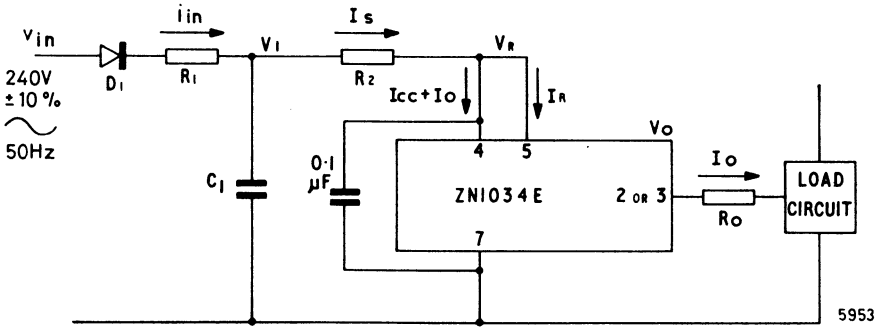 Vin
240V
±10%
50Hz
D1
iin
R1
V1
C1
Is
R2
VR
Icc+Io
IR
0·1
μF
4
5
ZN1034E
7
2 OR 3
Vo
Io
Ro
LOAD
CIRCUIT
5953